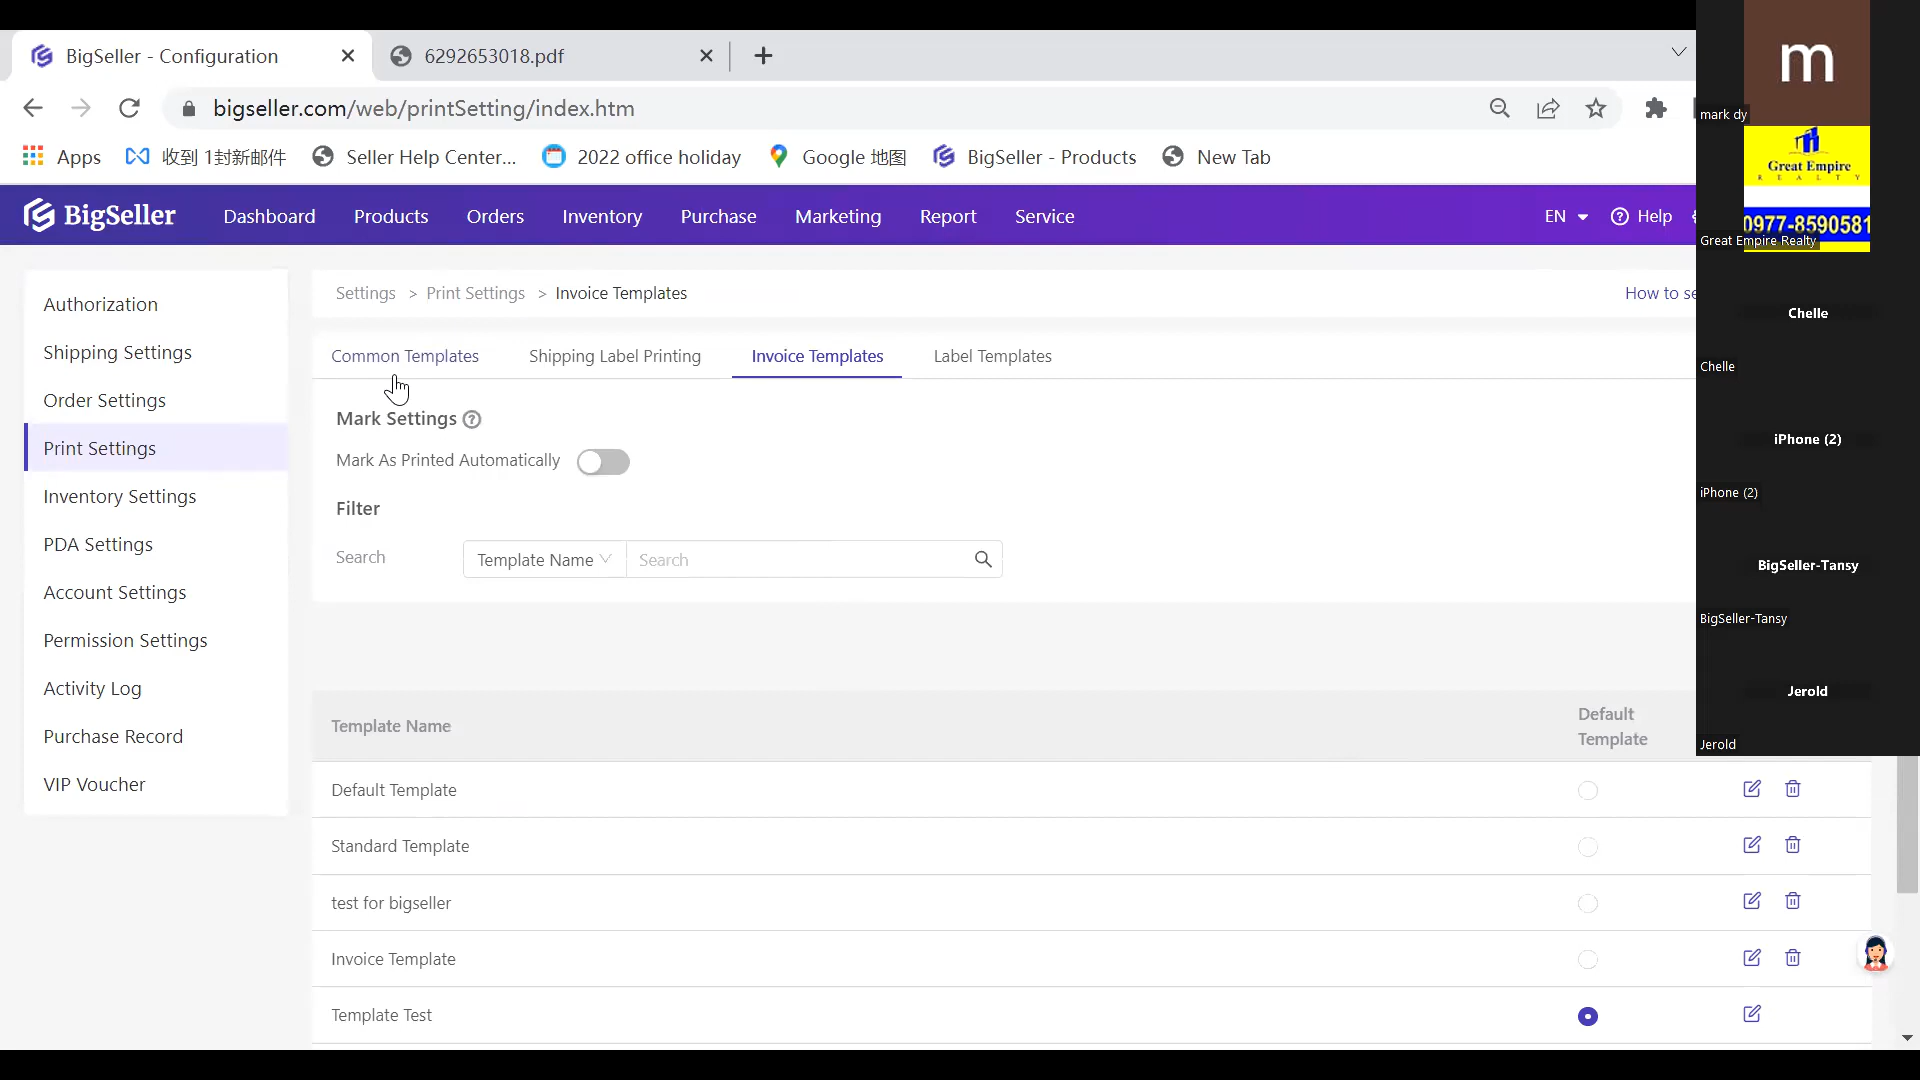 BigSeller - Configuration
6292653018.pdf
bigseller.com/web/printSetting/index.htm
Apps
收到 1封新邮件
Seller Help Center...
2022 office holiday
Google 地图
BigSeller - Products
New Tab
BigSeller
Dashboard
Products
Orders
Inventory
Purchase
Marketing
Report
Service
EN
Help
Authorization
Shipping Settings
Order Settings
Print Settings
Inventory Settings
PDA Settings
Account Settings
Permission Settings
Activity Log
Purchase Record
VIP Voucher
Settings > Print Settings > Invoice Templates
How to se
Common Templates
Shipping Label Printing
Invoice Templates
Label Templates
Mark Settings
Mark As Printed Automatically
Filter
Search
Template Name
Search
Template Name
Default
Template
Default Template
Standard Template
test for bigseller
Invoice Template
Template Test
m
mark dy
Great Empire
REALTY
0977-8590581
Great Empire Realty
Chelle
Chelle
iPhone (2)
iPhone (2)
BigSeller-Tansy
BigSeller-Tansy
Jerold
Jerold